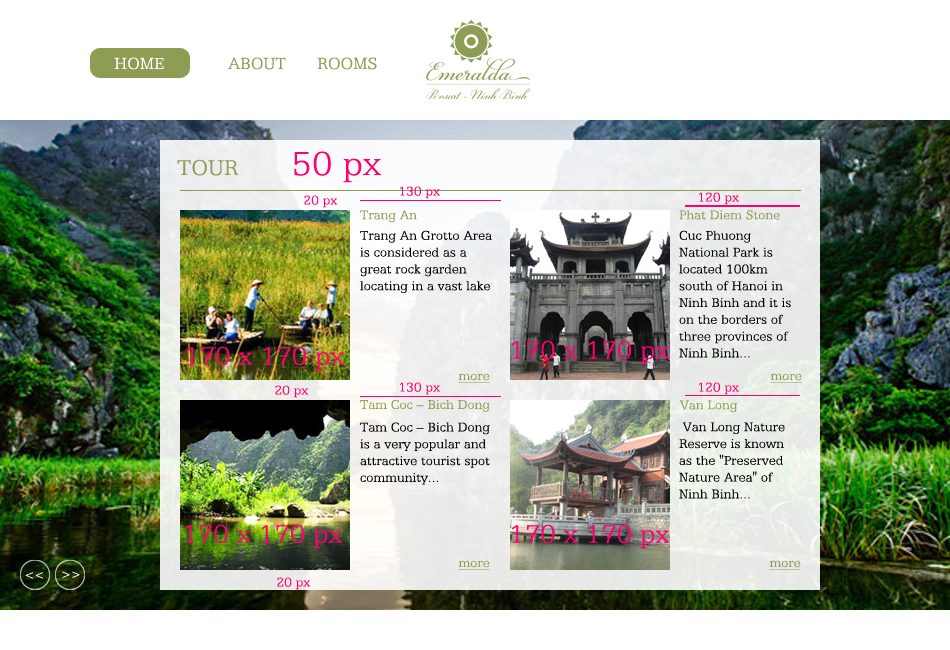 HOME
ABOUT
ROOMS
Emeralda
Resort - Ninh Binh
TOUR
50 px
20 px
130 px
120 px
Trang An
Trang An Grotto Area
is considered as a
great rock garden
locating in a vast lake
170 x 170 px
more
Phat Diem Stone
Cuc Phuong
National Park is
located 100km
south of Hanoi in
Ninh Binh and it is
on the borders of
three provinces of
Ninh Binh...
170 x 170 px
more
20 px
130 px
120 px
Tam Coc – Bich Dong
Tam Coc – Bich Dong
is a very popular and
attractive tourist spot
community...
170 x 170 px
more
Van Long
Van Long Nature
Reserve is known
as the "Preserved
Nature Area" of
Ninh Binh...
170 x 170 px
more
<< >>
20 px